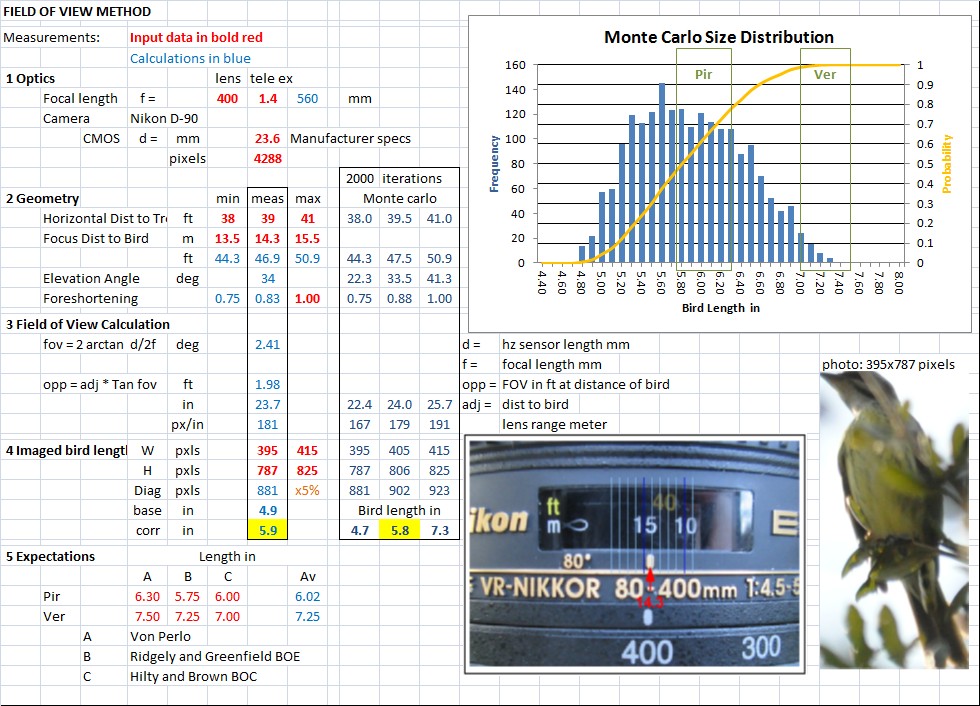 FIELD OF VIEW METHOD
Measurements: Input data in bold red
Calculations in blue
1 Optics lens tele ex
Focal length f = 400 1.4 560 mm
Camera Nikon D-90
CMOS d = mm 23.6 Manufacturer specs
pixels 4288
2000 iterations
2 Geometry min meas max Monte carlo
Horizontal Dist to Tr ft 38 39 41 38.0 39.5 41.0
Focus Dist to Bird m 13.5 14.3 15.5
ft 44.3 46.9 50.9 44.3 47.5 50.9
Elevation Angle deg 34 22.3 33.5 41.3
Foreshortening 0.75 0.83 1.00 0.75 0.88 1.00
3 Field of View Calculation
fov = 2 arctan d/2f deg 2.41
opp = adj * Tan fov ft 1.98
in 23.7 22.4 24.0 25.7
px/in 181 167 179 191
4 Imaged bird lengtl W pxls 395 415 395 405 415
H pxls 787 825 787 806 825
Diag pxls 881 x5% 881 902 923
base in 4.9 Bird length in
corr in 5.9 4.7 5.8 7.3
5 Expectations Length in
A B C Av
Pir 6.30 5.75 6.00 6.02
Ver 7.50 7.25 7.00 7.25
A Von Perlo
B Ridgely and Greenfield BOE
C Hilty and Brown BOC
Monte Carlo Size Distribution
Pir Ver
Frequency
160
140
120
100
80
60
40
20
0
1
0.9
0.8
0.7
0.6
0.5
0.4
0.3
0.2
0.1
0
Probability
4.40 4.60 4.80 5.00 5.20 5.40 5.60 5.80 6.00 6.20 6.40 6.60 6.80 7.00 7.20 7.40 7.60 7.80 8.00
Bird Length in
d = hz sensor length mm
f = focal length mm
opp = FOV in ft at distance of bird
adj = dist to bird
lens range meter
photo: 395x787 pixels
ft 40
ikon m ∞ 15 10 E
80°
VR-NIKKOR 80-400mm 1:4.5-5
14.3
400 300